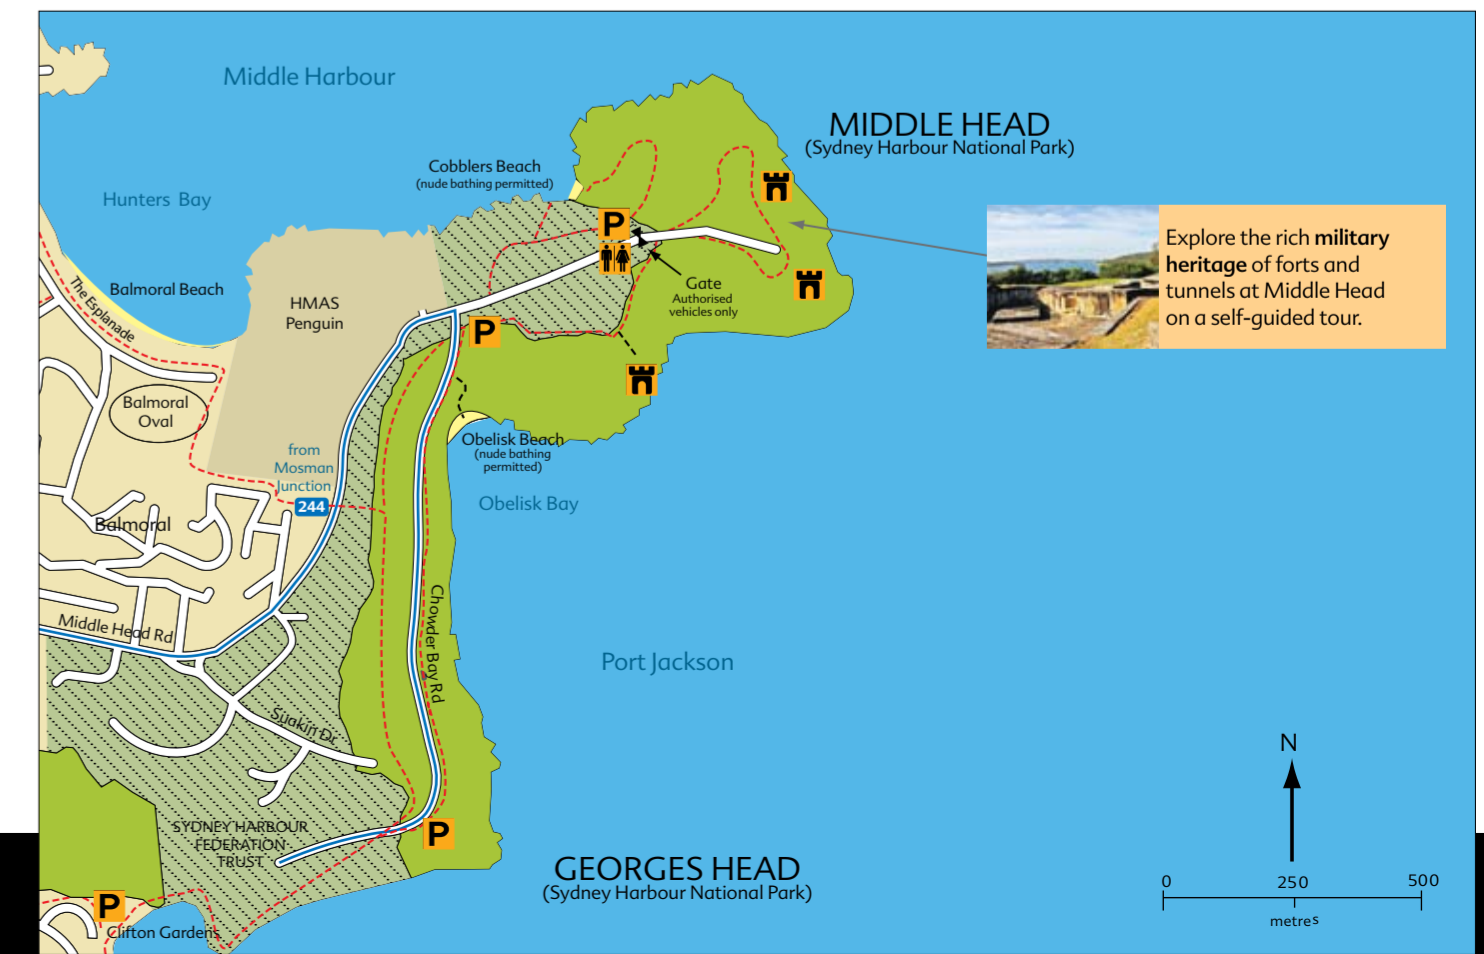 Middle Harbour
MIDDLE HEAD
(Sydney Harbour National Park)
Cobblers Beach
(nude bathing permitted)
Hunters Bay
P
Explore the rich military
heritage of forts and
tunnels at Middle Head
on a self-guided tour.
Balmoral Beach
The Esplanade
HMAS
Penguin
Gate
Authorised
vehicles only
P
Balmoral
Oval
from
Mosman
Junction
244
Obelisk Beach
(nude bathing
permitted)
Obelisk Bay
Balmoral
Chowder Bay Rd
Middle Head Rd
Port Jackson
Suakin Dr
N
SYDNEY HARBOUR
FEDERATION
TRUST
P
GEORGES HEAD
(Sydney Harbour National Park)
0 250 500
metres
P
Clifton Gardens